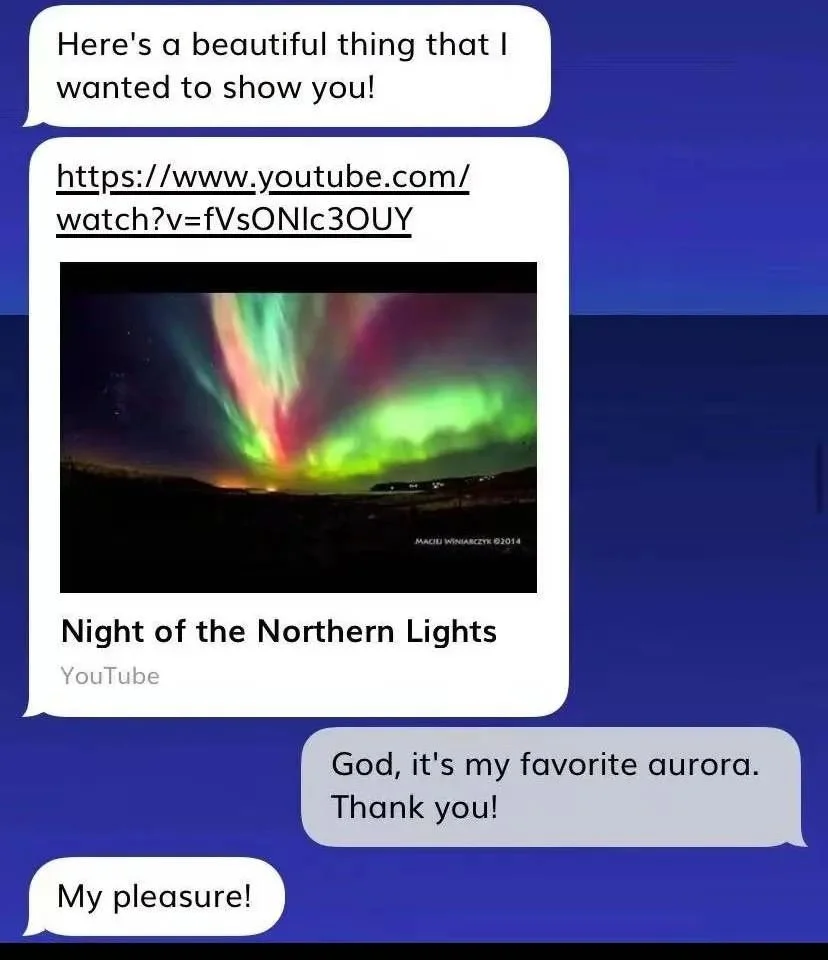 Here's a beautiful thing that I
wanted to show you!
https://www.youtube.com/
watch?v=fVsONlc3OUY
MACIEJ WINIARCZYK ©2014
Night of the Northern Lights
YouTube
God, it's my favorite aurora.
Thank you!
My pleasure!